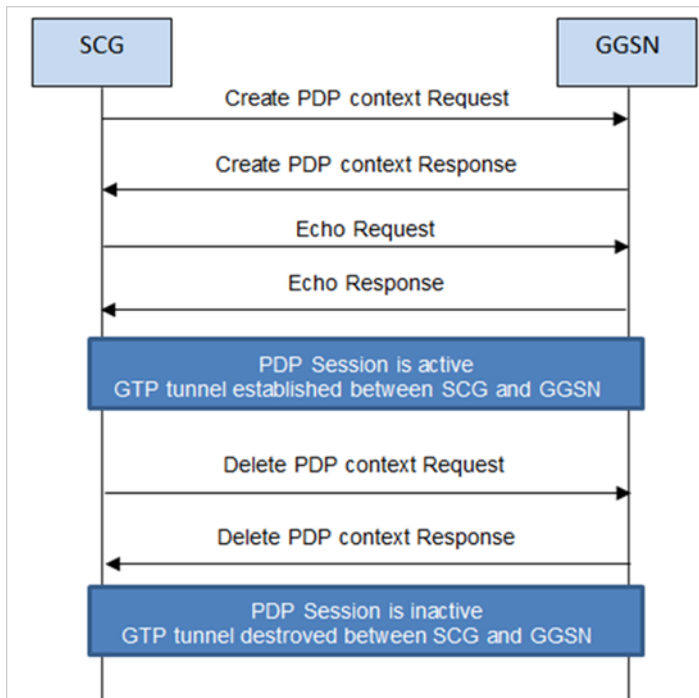 SCG
GGSN
Create PDP context Request
Create PDP context Response
Echo Request
Echo Response
PDP Session is active
GTP tunnel established between SCG and GGSN
Delete PDP context Request
Delete PDP context Response
PDP Session is inactive
GTP tunnel destroved between SCG and GGSN